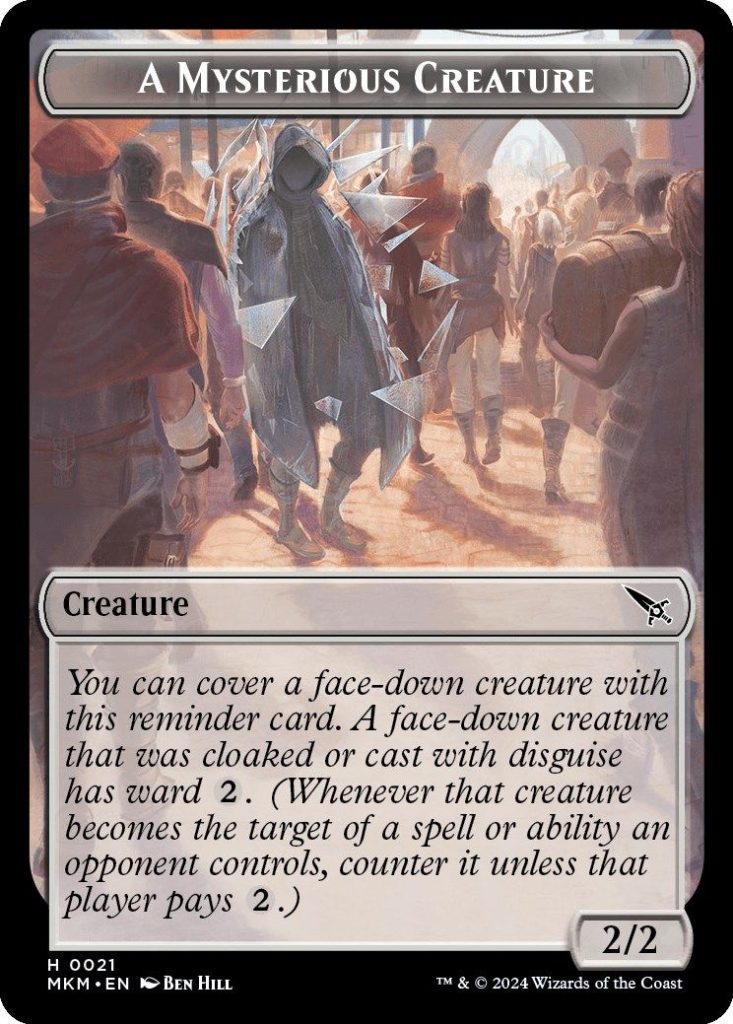 A Mysterious Creature
Creature
You can cover a face-down creature with
this reminder card. A face-down creature
that was cloaked or cast with disguise
has ward 2. (Whenever that creature
becomes the target of a spell or ability an
opponent controls, counter it unless that
player pays 2.)
2/2
H 0021
MKM • EN Ben Hill
™ & © 2024 Wizards of the Coast